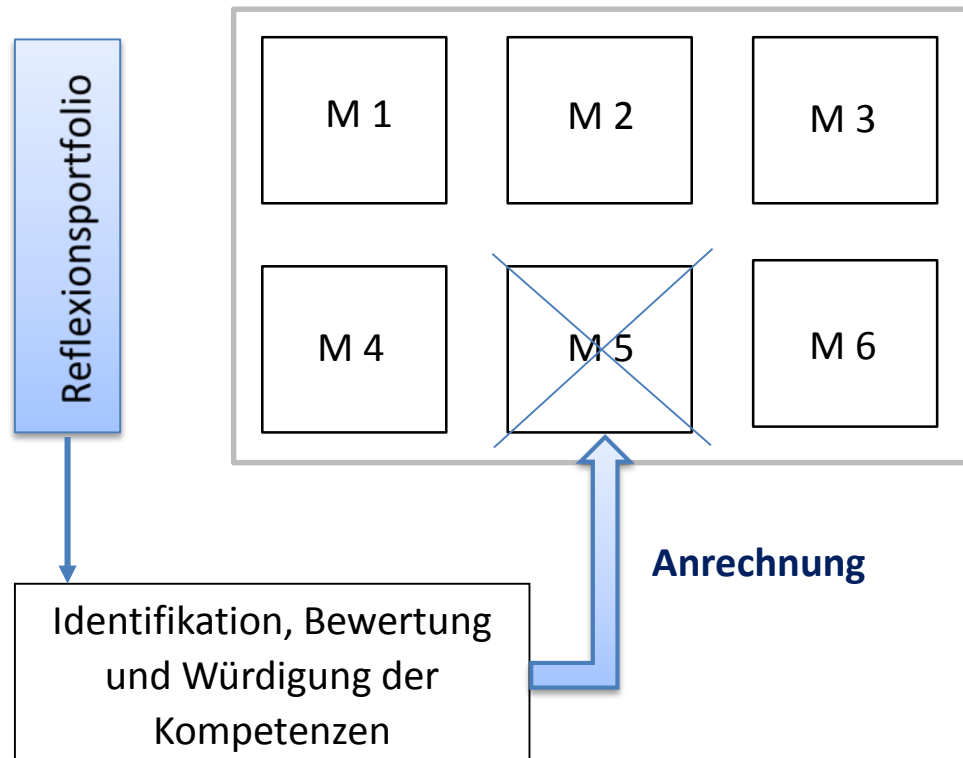 Reflexionsportfolio
M 1
M 2
M 3
M 4
M 5
M 6
Anrechnung
Identifikation, Bewertung
und Würdigung der
Kompetenzen